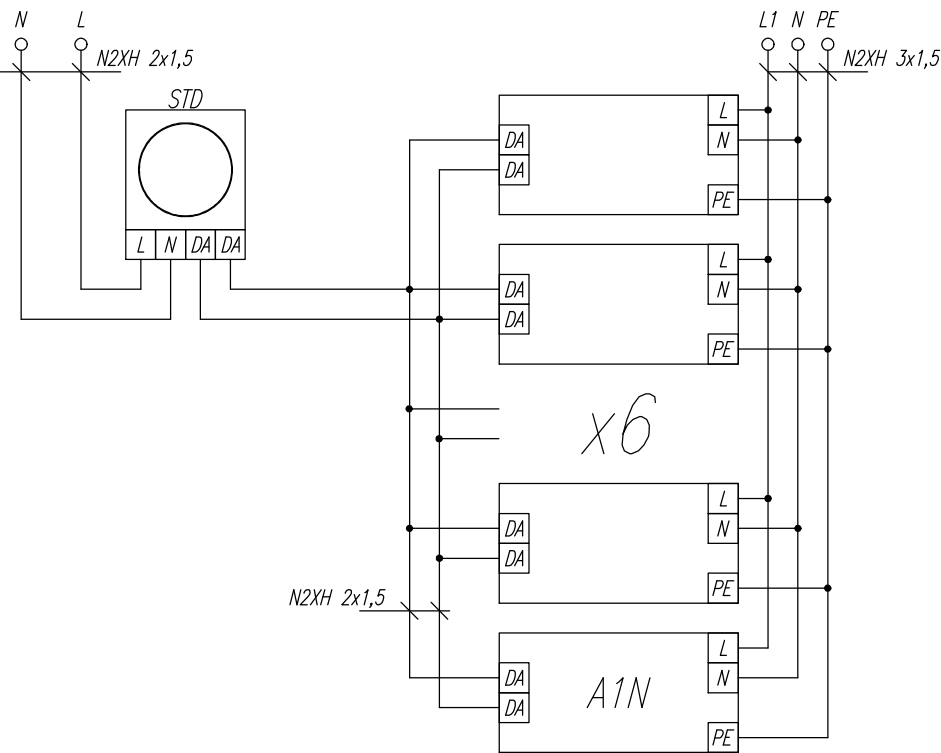 N L
N2XH 2x1,5
STD
L N DA DA
L1 N PE
N2XH 3x1,5
DA
DA
L
N
PE
DA
DA
L
N
PE
x6
DA
DA
L
N
PE
N2XH 2x1,5
DA
DA
A1N
L
N
PE